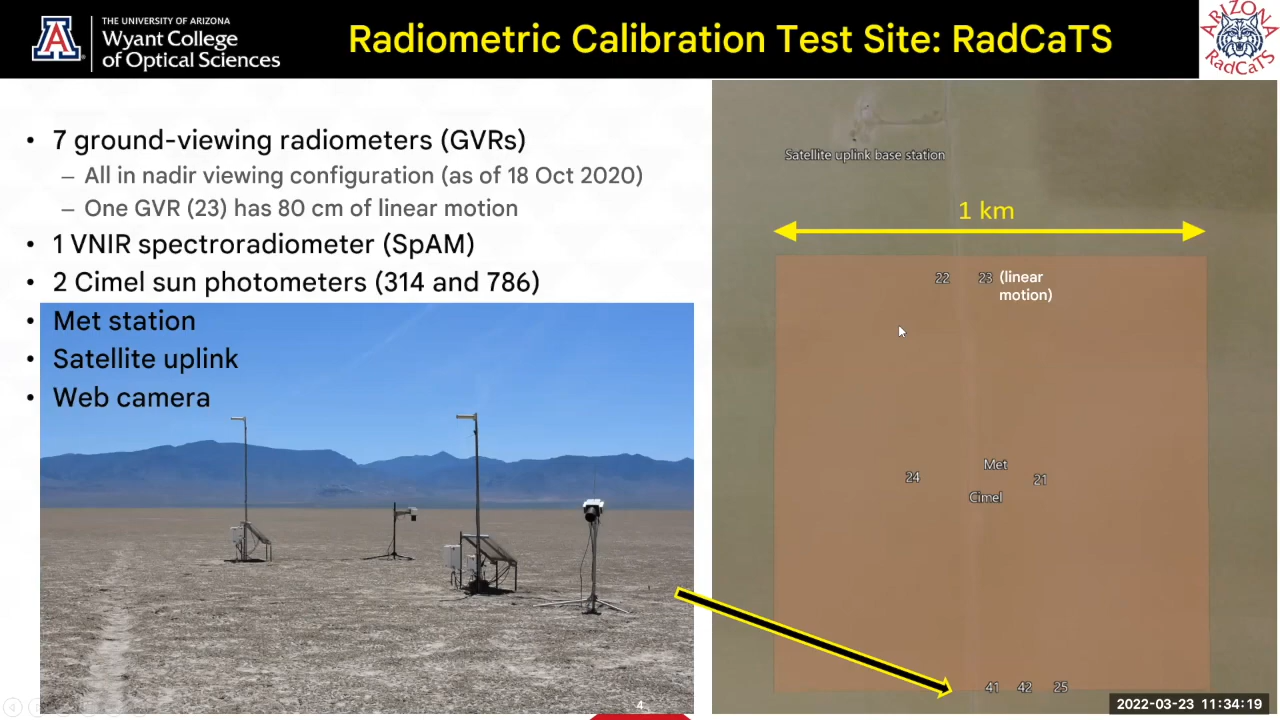 THE UNIVERSITY OF ARIZONA
Wyant College
of Optical Sciences
Radiometric Calibration Test Site: RadCaTS
ARIZONA
RadCaTS
• 7 ground-viewing radiometers (GVRs)
– All in nadir viewing configuration (as of 18 Oct 2020)
– One GVR (23) has 80 cm of linear motion
• 1 VNIR spectroradiometer (SpAM)
• 2 Cimel sun photometers (314 and 786)
• Met station
• Satellite uplink
• Web camera
Satellite uplink base station
1 km
22 23 (linear
motion)
Met
24 21
Cimel
41 42 25
4
2022-03-23 11:34:19